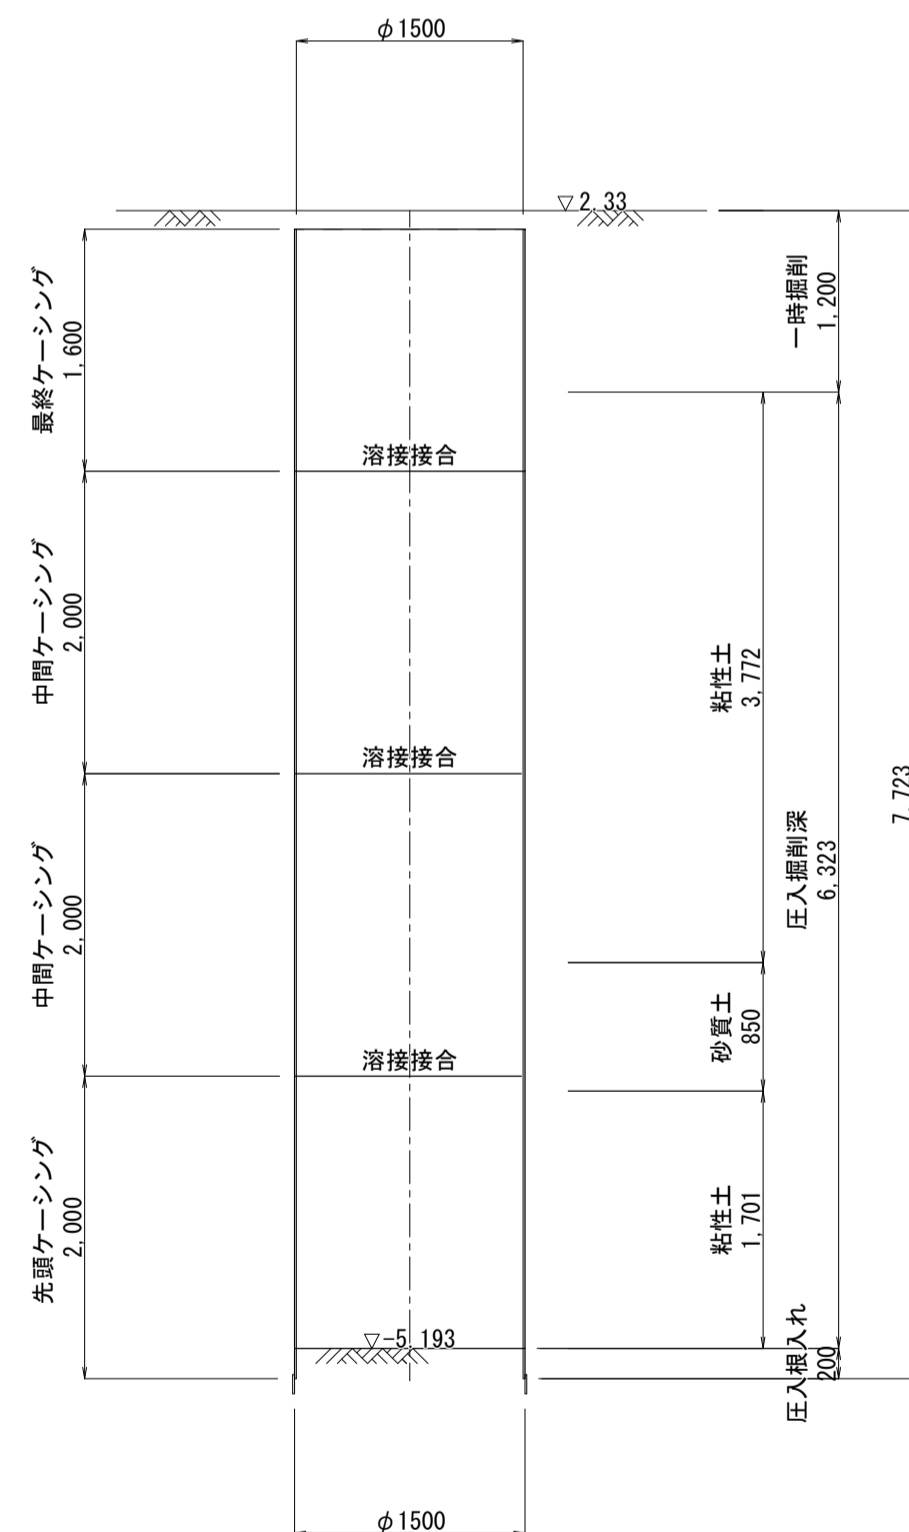 φ1500
▽2.33
最終ケーシング
1,600
一時掘削
1,200
溶接接合
中間ケーシング
2,000
粘性土
3,772
溶接接合
7,723
圧入掘削深
6,323
中間ケーシング
2,000
砂質土
850
溶接接合
先頭ケーシング
2,000
粘性土
1,701
▽-5.193
圧入根入れ
200
φ1500